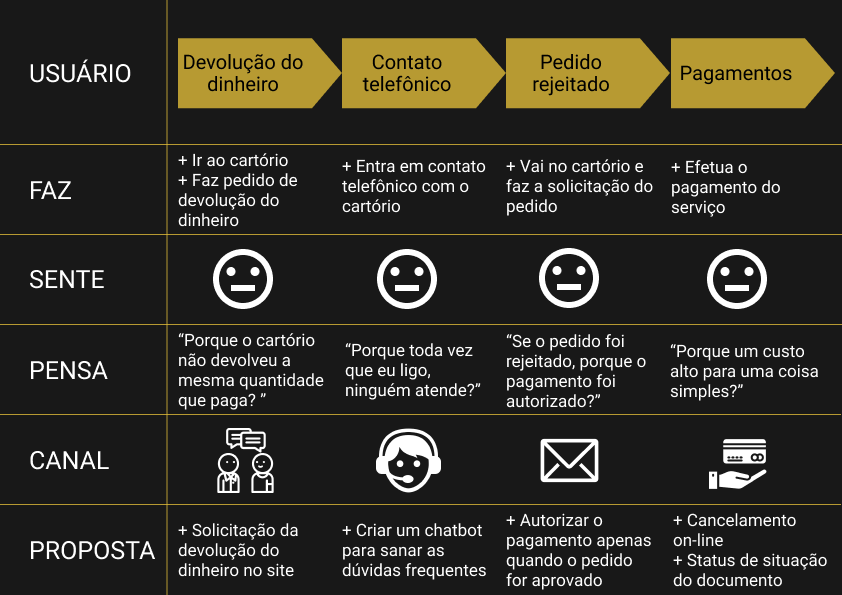 USUÁRIO
Devolução do
dinheiro
Contato
telefônico
Pedido
rejeitado
Pagamentos
FAZ
+ Ir ao cartório
+ Faz pedido de
devolução do
dinheiro
+ Entra em contato
telefônico com o
cartório
+ Vai no cartório e
faz a solicitação do
pedido
+ Efetua o
pagamento do
serviço
SENTE
PENSA
“Porque o cartório
não devolveu a
mesma quantidade
que paga? ”
“Porque toda vez
que eu ligo,
ninguém atende?”
“Se o pedido foi
rejeitado, porque o
pagamento foi
autorizado?”
“Porque um custo
alto para uma coisa
simples?”
CANAL
PROPOSTA
+ Solicitação da
devolução do
dinheiro no site
+ Criar um chatbot
para sanar as
dúvidas frequentes
+ Autorizar o
pagamento apenas
quando o pedido
for aprovado
+ Cancelamento
on-line
+ Status de situação
do documento